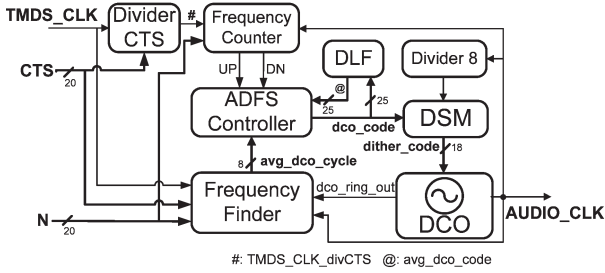 TMDS_CLK
Divider CTS
#
Frequency Counter
CTS
20
UP
DN
DLF
Divider 8
@
25
25
ADFS Controller
dco_code
DSM
dither_code
18
8
avg_dco_cycle
Frequency Finder
dco_ring_out
DCO
AUDIO_CLK
N
20
#: TMDS_CLK_divCTS @: avg_dco_code